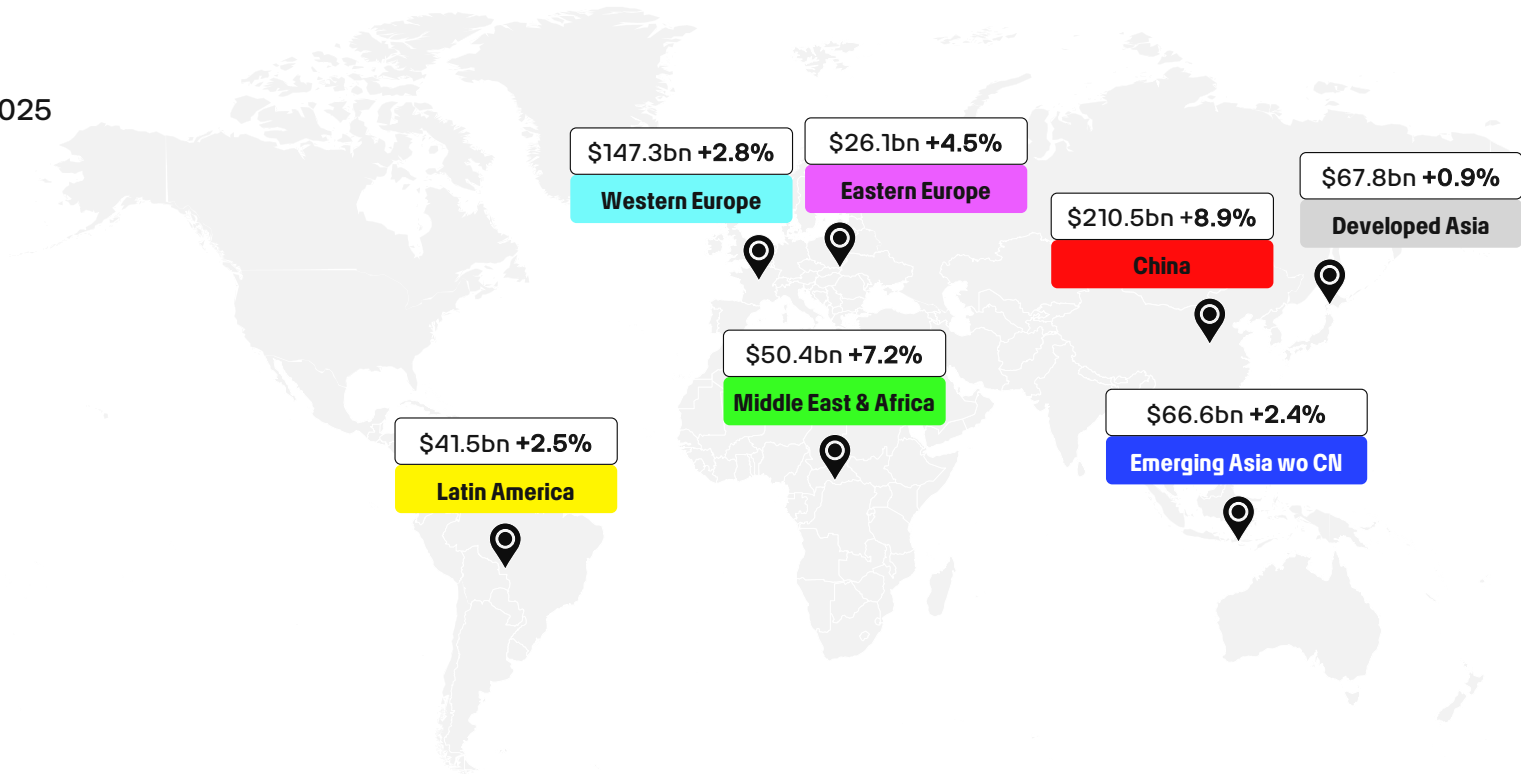 025
$147.3bn +2.8%
Western Europe
$26.1bn +4.5%
Eastern Europe
$210.5bn +8.9%
China
$67.8bn +0.9%
Developed Asia
$50.4bn +7.2%
Middle East & Africa
$66.6bn +2.4%
Emerging Asia wo CN
$41.5bn +2.5%
Latin America